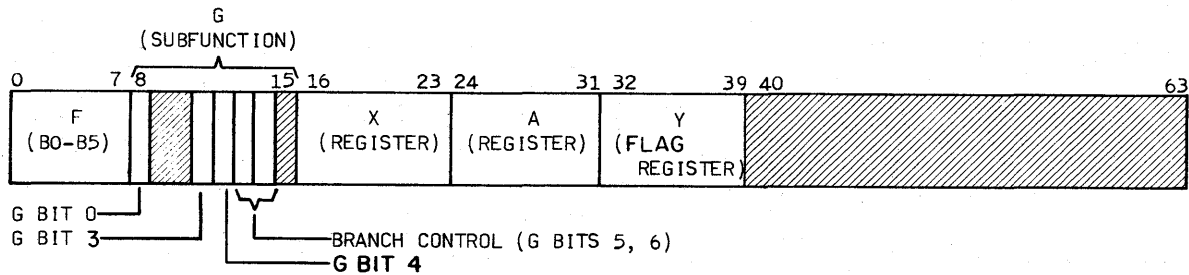 G
(SUBFUNCTION)
0 7 8 15 16 23 24 31 32 39 40 63
F X A Y
(B0-B5) (REGISTER) (REGISTER) (FLAG
REGISTER)
G BIT 0
G BIT 3
BRANCH CONTROL (G BITS 5, 6)
G BIT 4